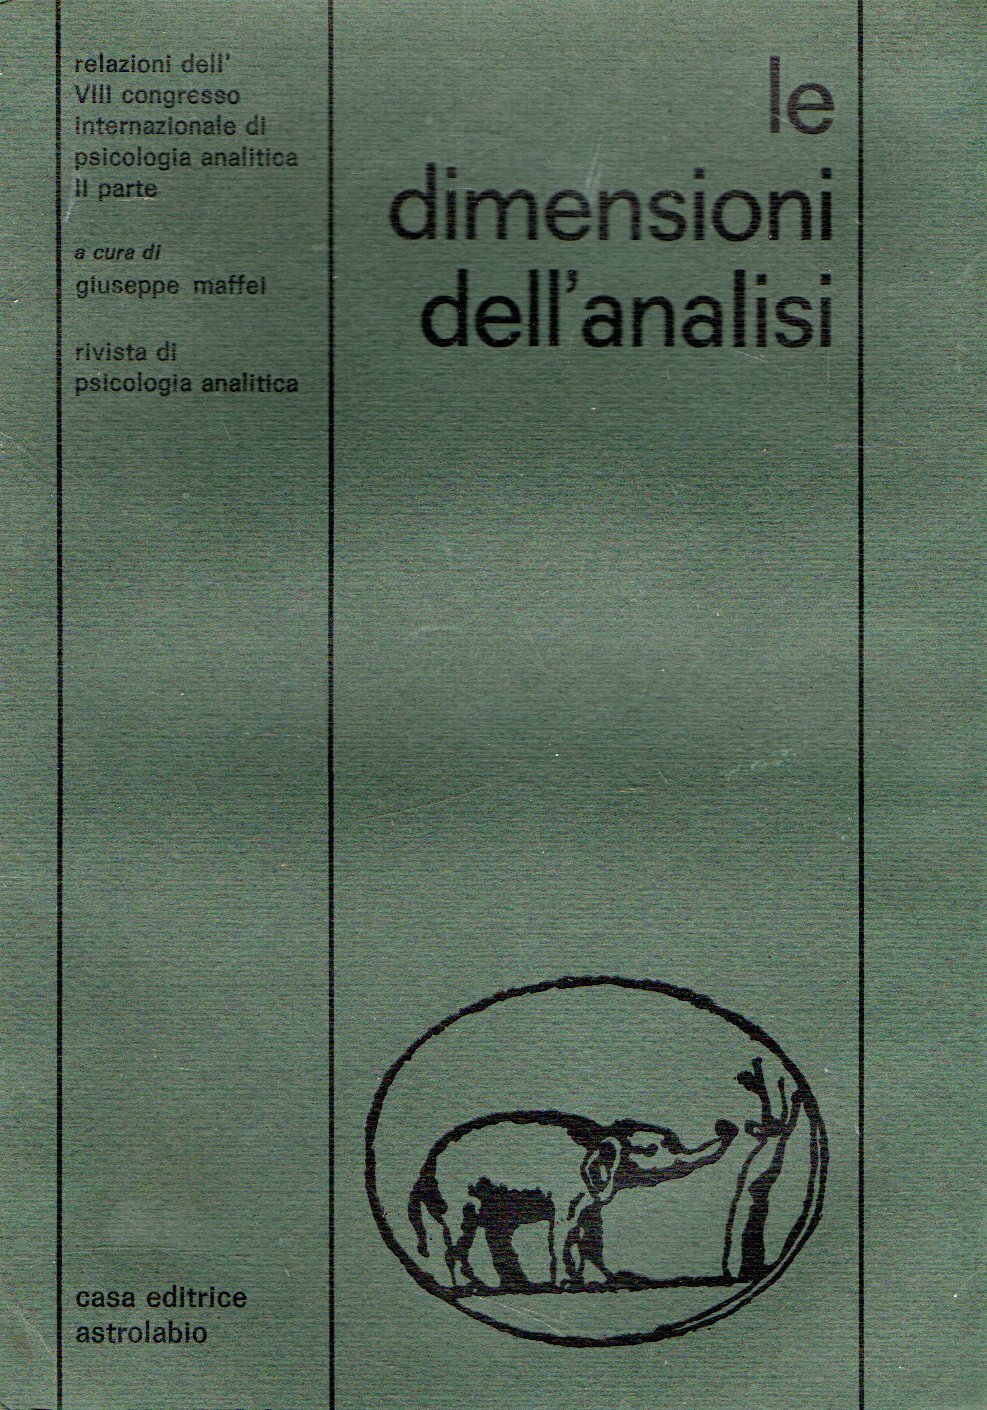 relazioni dell'
VIII congresso
internazionale di
psicologia analitica
II parte
a cura di
giuseppe maffei
rivista di
psicologia analitica
le
dimensioni
dell'analisi
casa editrice
astrolabio